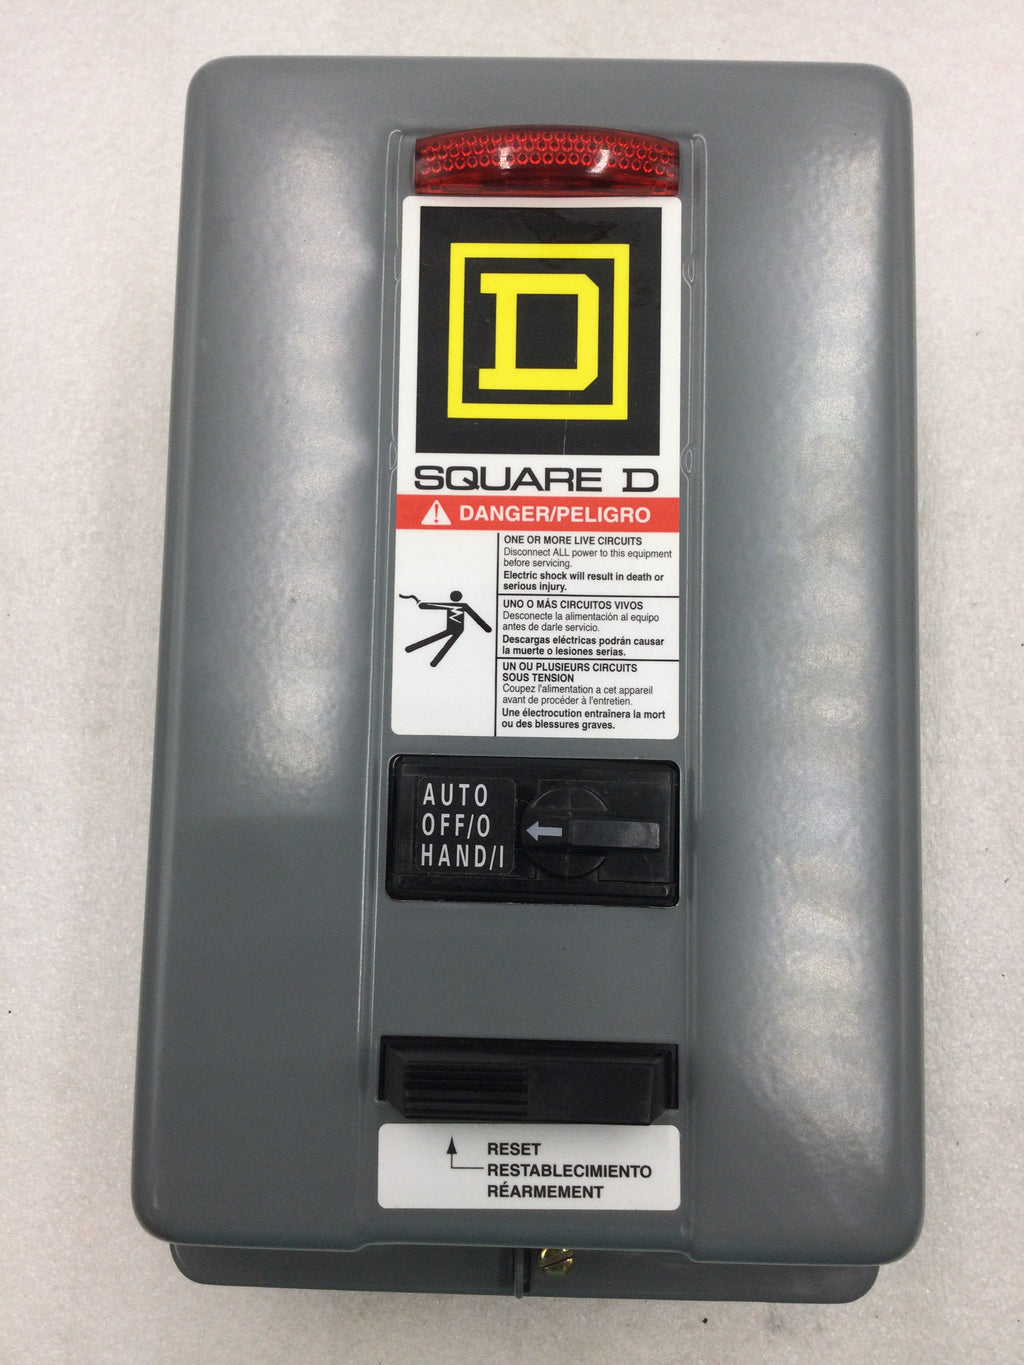 D
SQUARE D
DANGER/PELIGRO
ONE OR MORE LIVE CIRCUITS
Disconnect ALL power to this equipment
before servicing.
Electric shock will result in death or
serious injury.
UNO O MÁS CIRCUITOS VIVOS
Desconecte la alimentación al equipo
antes de darle servicio.
Descargas eléctricas podrán causar
la muerte o lesiones serias.
UN OU PLUSIEURS CIRCUITS
SOUS TENSION
Coupez l'alimentation a cet appareil
avant de procéder à l'entretien.
Une électrocution entraînera la mort
ou des blessures graves.
AUTO
OFF/O
HAND/I
RESET
RESTABLECIMIENTO
RÉARMEMENT